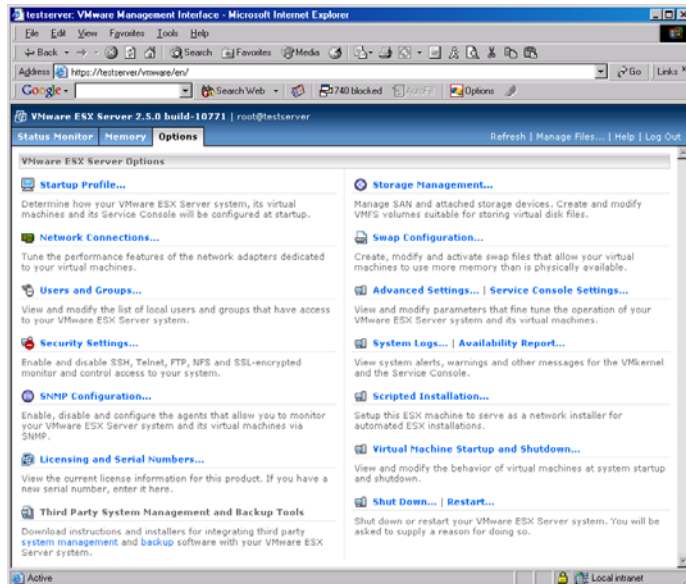 testserver: VMware Management Interface - Microsoft Internet Explorer
File Edit View Favorites Tools Help
Back Search Favorites Media
Address https://testserver/vmware/en/ Go Links
Google Search Web 740 blocked AutoFill Options
VMware ESX Server 2.5.0 build-10771 | root@testserver
Status Monitor Memory Options Refresh | Manage Files... | Help | Log Out
VMware ESX Server Options
Startup Profile...
Determine how your VMware ESX Server system, its virtual
machines and its Service Console will be configured at startup.
Network Connections...
Tune the performance features of the network adapters dedicated
to your virtual machines.
Users and Groups...
View and modify the list of local users and groups that have access
to your VMware ESX Server system.
Security Settings...
Enable and disable SSH, Telnet, FTP, NFS and SSL-encrypted
monitor and control access to your system.
SNMP Configuration...
Enable, disable and configure the agents that allow you to monitor
your VMware ESX Server system and its virtual machines via
SNMP.
Licensing and Serial Numbers...
View the current license information for this product. If you have a
new serial number, enter it here.
Third Party System Management and Backup Tools
Download instructions and installers for integrating third party
system management and backup software with your VMware ESX
Server system.
Storage Management...
Manage SAN and attached storage devices. Create and modify
VMFS volumes suitable for storing virtual disk files.
Swap Configuration...
Create, modify and activate swap files that allow your virtual
machines to use more memory than is physically available.
Advanced Settings... | Service Console Settings...
View and modify parameters that fine tune the operation of your
VMware ESX Server system and its virtual machines.
System Logs... | Availability Report...
View system alerts, warnings and other messages for the VMkernel
and the Service Console.
Scripted Installation...
Setup this ESX machine to serve as a network installer for
automated ESX installations.
Virtual Machine Startup and Shutdown...
View and modify the behavior of virtual machines at system startup
and shutdown.
Shut Down... | Restart...
Shut down or restart your VMware ESX Server system. You will be
asked to supply a reason for doing so.
Active Local intranet